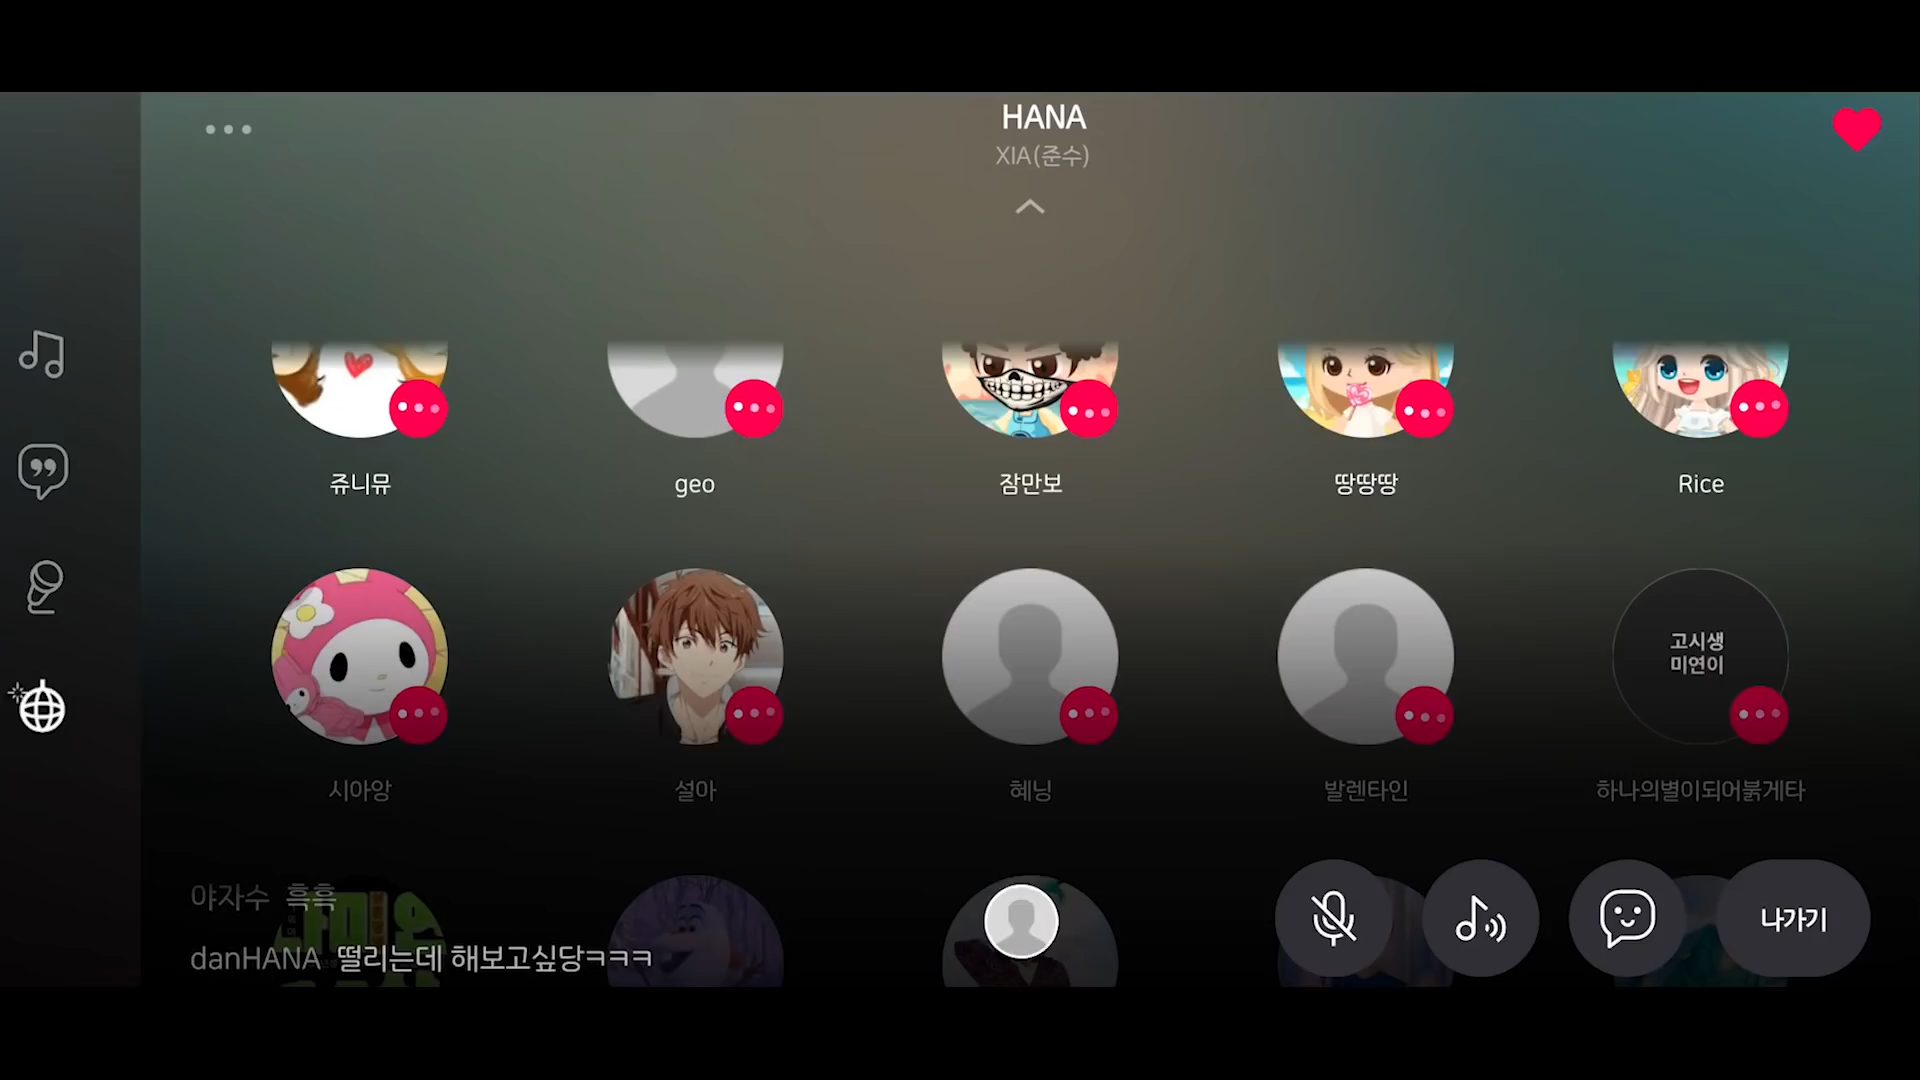 HANA
XIA(준수)
쥬니뮤
geo
잠만보
땅땅땅
Rice
고시생
미연이
시아앙
설아
혜닝
발렌타인
하나의별이되어붉게타
야자수 흑흑
danHANA 떨리는데 해보고싶당ㅋㅋㅋ
나가기